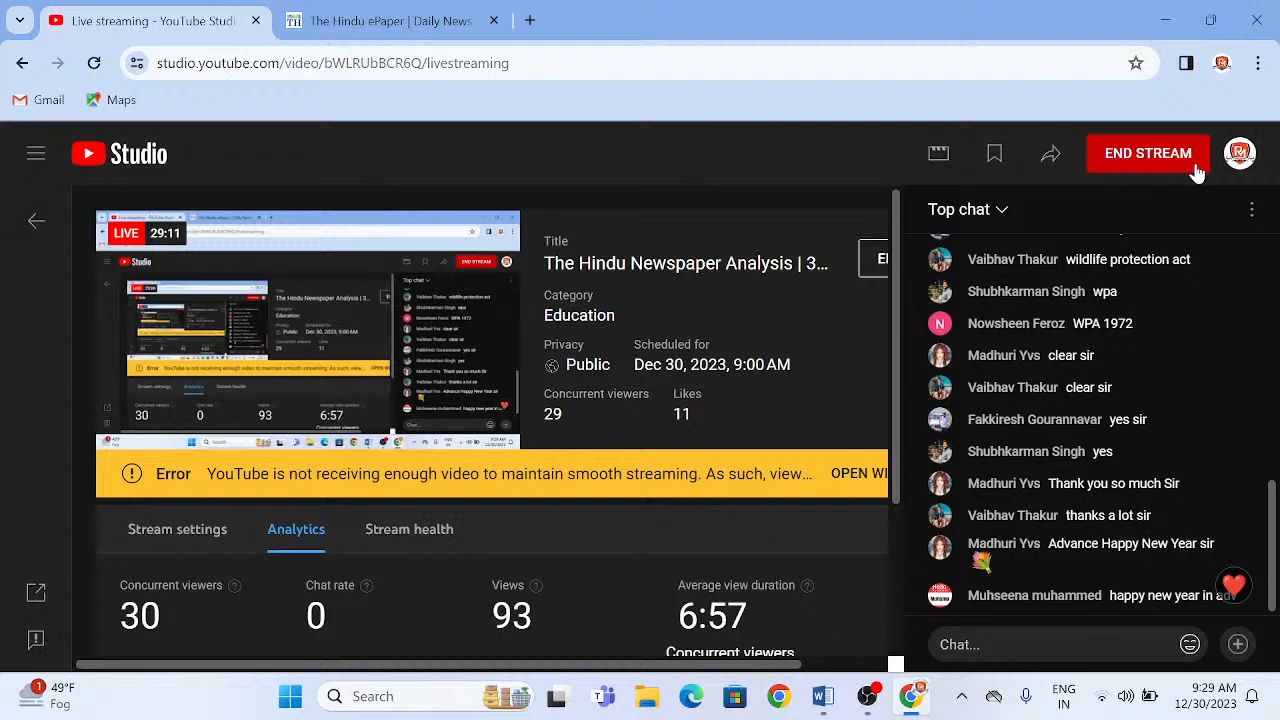 Live streaming - YouTube Studio
The Hindu ePaper | Daily News
studio.youtube.com/video/bWLRUbBCR6Q/livestreaming
Gmail
Maps
Studio
END STREAM
LIVE 29:11
Title
The Hindu Newspaper Analysis | 3...
Category
Education
Privacy
Scheduled for
Public
Dec 30, 2023, 9:00 AM
Concurrent viewers
Likes
29
11
Error YouTube is not receiving enough video to maintain smooth streaming. As such, view...
Stream settings
Analytics
Stream health
Concurrent viewers
Chat rate
Views
Average view duration
30
0
93
6:57
Concurrent viewers
Top chat
Vaibhav Thakur wildlife protection act
Shubhkarman Singh wpa
Nowsheen Farid WPA 1972
Madhuri Yvs clear sir
Vaibhav Thakur clear sir
Fakkiresh Gourannavar yes sir
Shubhkarman Singh yes
Madhuri Yvs Thank you so much Sir
Vaibhav Thakur thanks a lot sir
Madhuri Yvs Advance Happy New Year sir
Muhseena muhammed happy new year in
Chat...
1
49°F
Fog
Search
ENG
IN
9:29 AM
12/30/2023